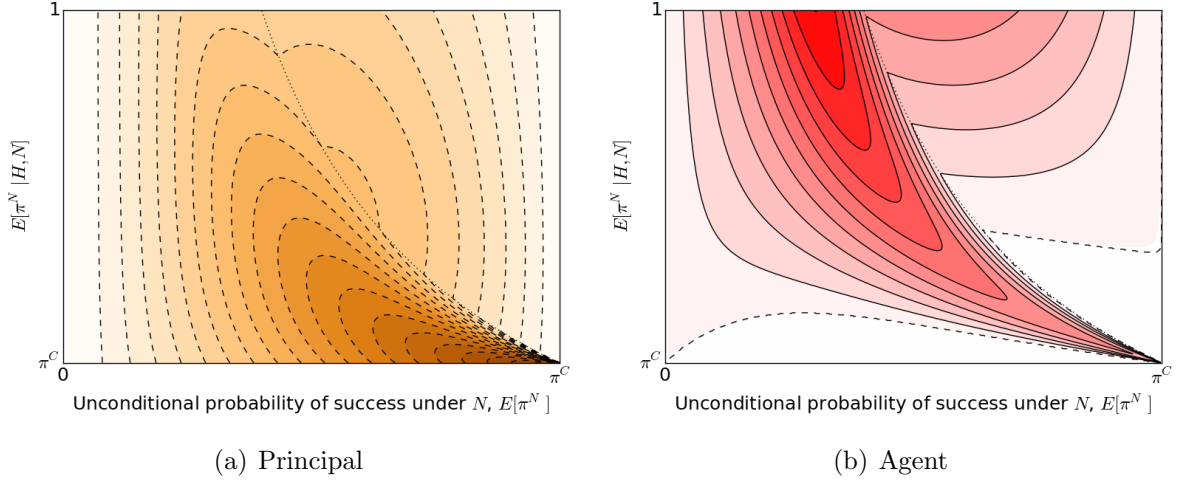 1
E[π^N | H, N]
π^C
0
π^C
Unconditional probability of success under N, E[π^N ]
(a) Principal
1
E[π^N | H, N]
π^C
0
π^C
Unconditional probability of success under N, E[π^N ]
(b) Agent